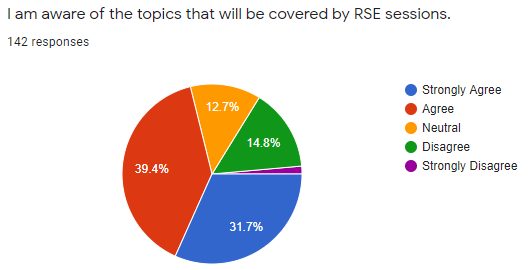 I am aware of the topics that will be covered by RSE sessions.
142 responses
12.7%
14.8%
39.4%
31.7%
Strongly Agree
Agree
Neutral
Disagree
Strongly Disagree